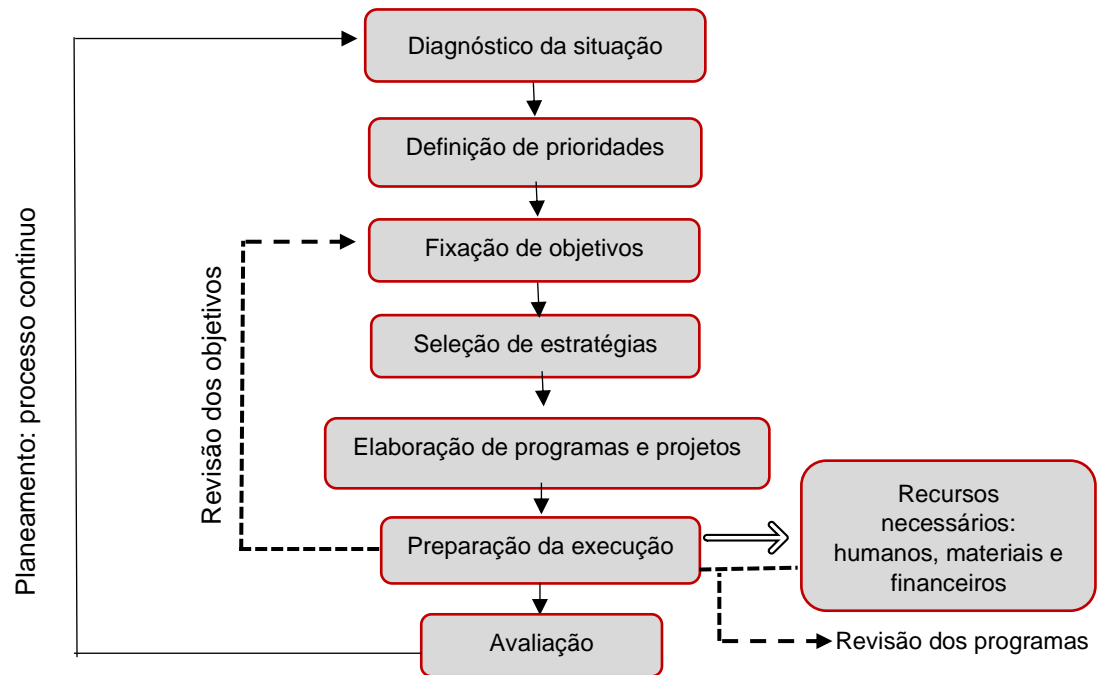 Diagnóstico da situação
Definição de prioridades
Fixação de objetivos
Seleção de estratégias
Elaboração de programas e projetos
Preparação da execução
Avaliação
Recursos
necessários:
humanos, materiais e
financeiros
Revisão dos programas
Revisão dos objetivos
Planeamento: processo continuo